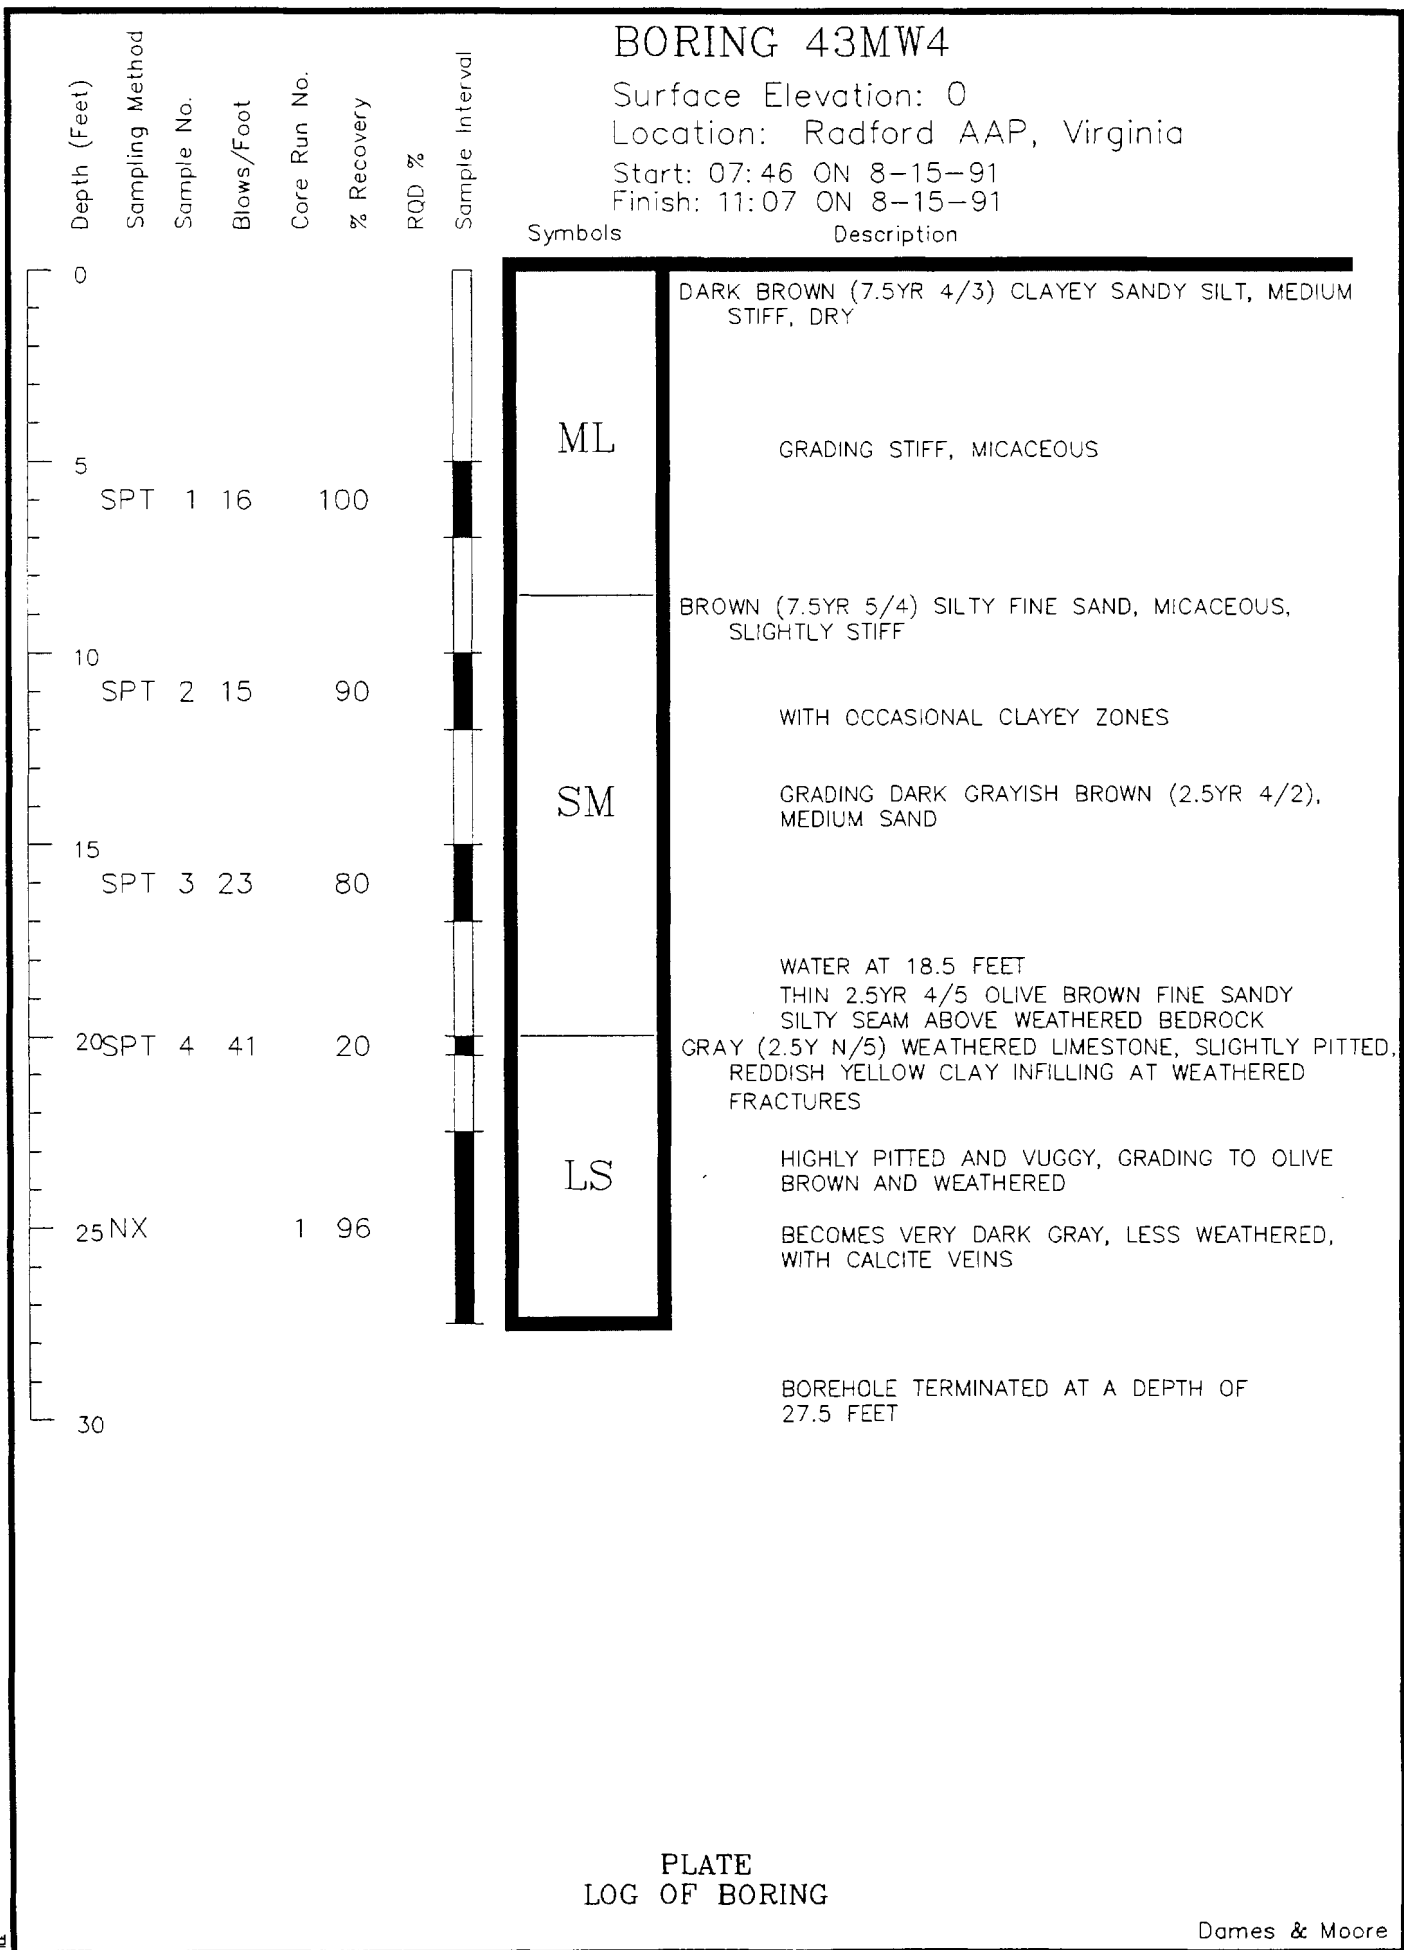 BORING 43MW4
Surface Elevation: 0
Location: Radford AAP, Virginia
Start: 07:46 ON 8-15-91
Finish: 11:07 ON 8-15-91
Depth (Feet)
Sampling Method
Sample No.
Blows/Foot
Core Run No.
% Recovery
RQD %
Sample Interval
Symbols Description
0
DARK BROWN (7.5YR 4/3) CLAYEY SANDY SILT, MEDIUM
STIFF, DRY
ML
GRADING STIFF, MICACEOUS
5
SPT 1 16 100
BROWN (7.5YR 5/4) SILTY FINE SAND, MICACEOUS,
SLIGHTLY STIFF
10
SPT 2 15 90
WITH OCCASIONAL CLAYEY ZONES
SM
GRADING DARK GRAYISH BROWN (2.5YR 4/2),
MEDIUM SAND
15
SPT 3 23 80
WATER AT 18.5 FEET
THIN 2.5YR 4/5 OLIVE BROWN FINE SANDY
SILTY SEAM ABOVE WEATHERED BEDROCK
20 SPT 4 41 20
GRAY (2.5Y N/5) WEATHERED LIMESTONE, SLIGHTLY PITTED,
REDDISH YELLOW CLAY INFILLING AT WEATHERED
FRACTURES
LS
HIGHLY PITTED AND VUGGY, GRADING TO OLIVE
BROWN AND WEATHERED
25 NX 1 96
BECOMES VERY DARK GRAY, LESS WEATHERED,
WITH CALCITE VEINS
BOREHOLE TERMINATED AT A DEPTH OF
27.5 FEET
30
PLATE
LOG OF BORING
Dames & Moore